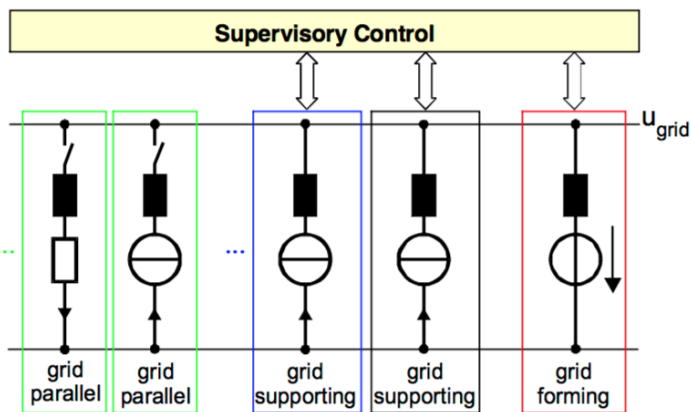 Supervisory Control
u grid
grid
parallel
grid
parallel
grid
supporting
grid
supporting
grid
forming